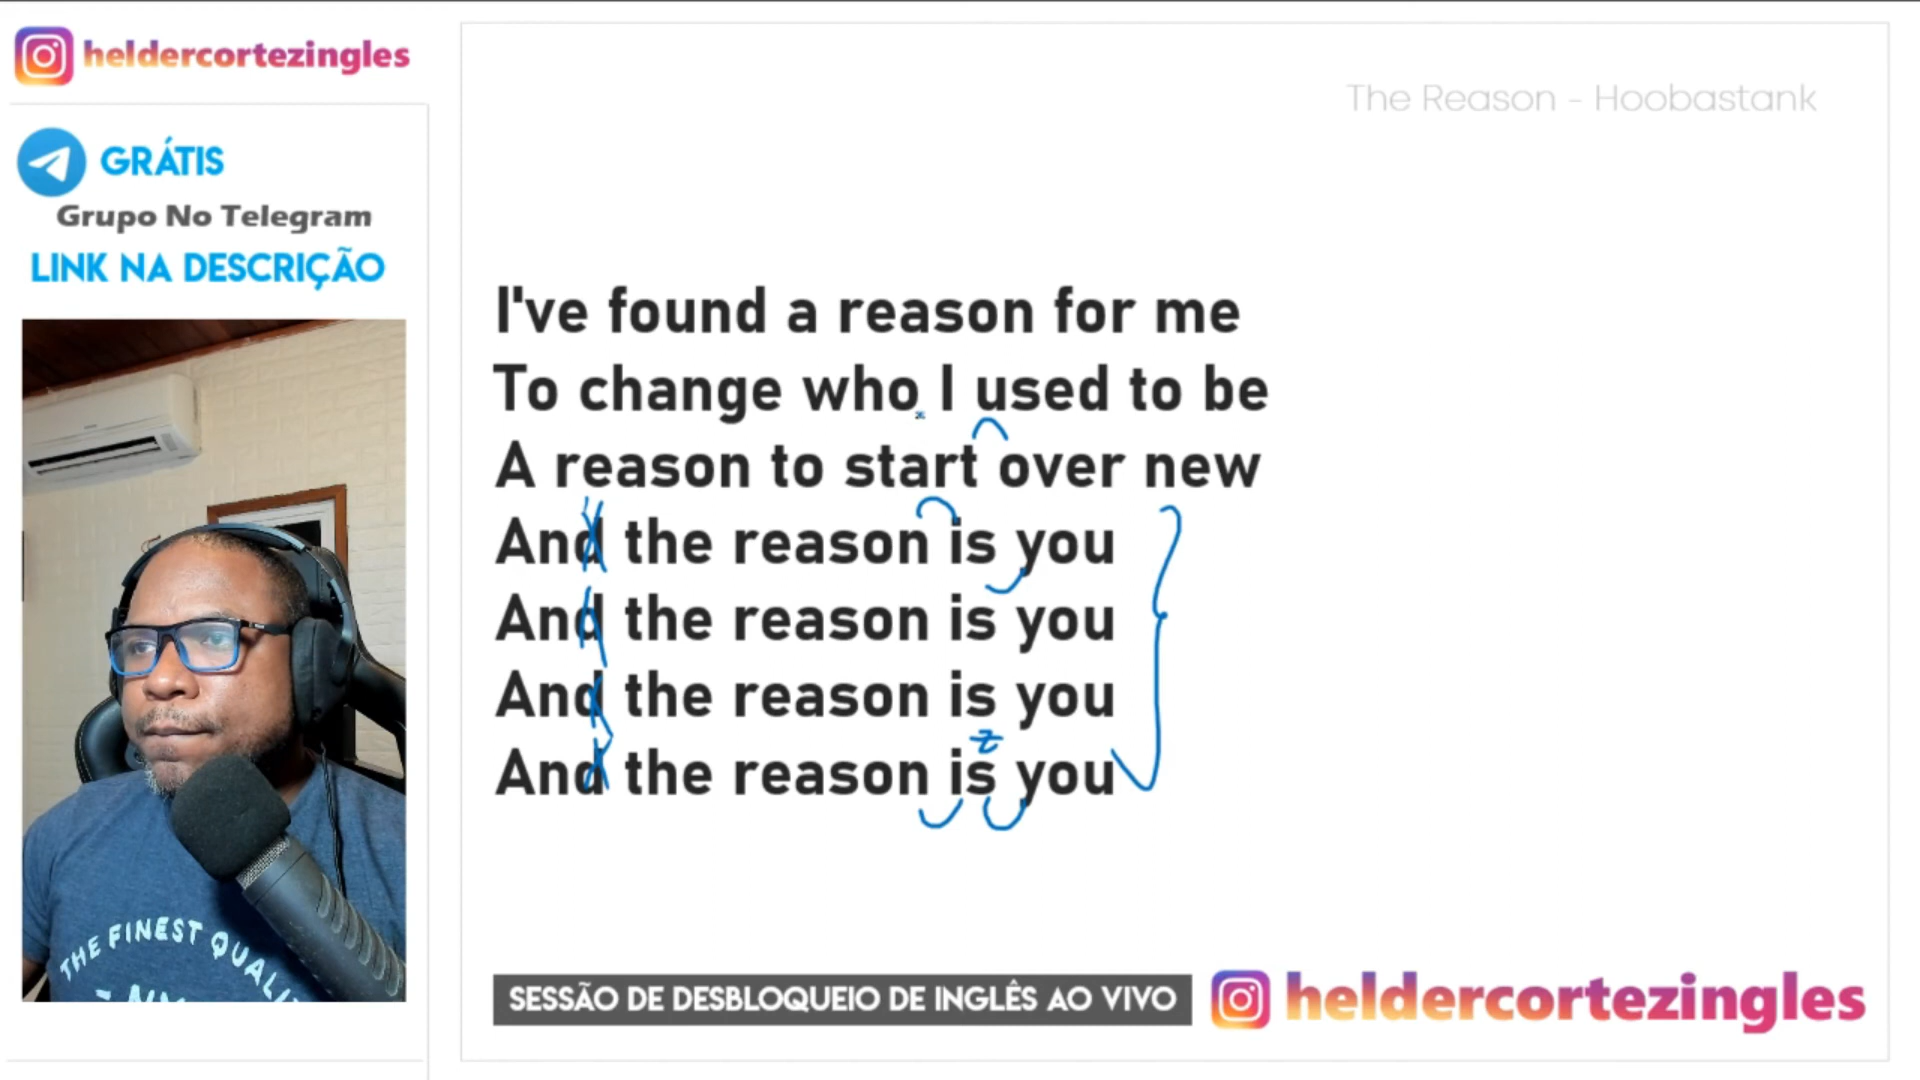 heldercortezingles
GRÁTIS
Grupo No Telegram
LINK NA DESCRIÇÃO
The Reason - Hoobastank
I've found a reason for me
To change who I used to be
A reason to start over new
And the reason is you
And the reason is you
And the reason is you
z
And the reason is you
THE FINEST QUALI
SESSÃO DE DESBLOQUEIO DE INGLÊS AO VIVO
heldercortezingles